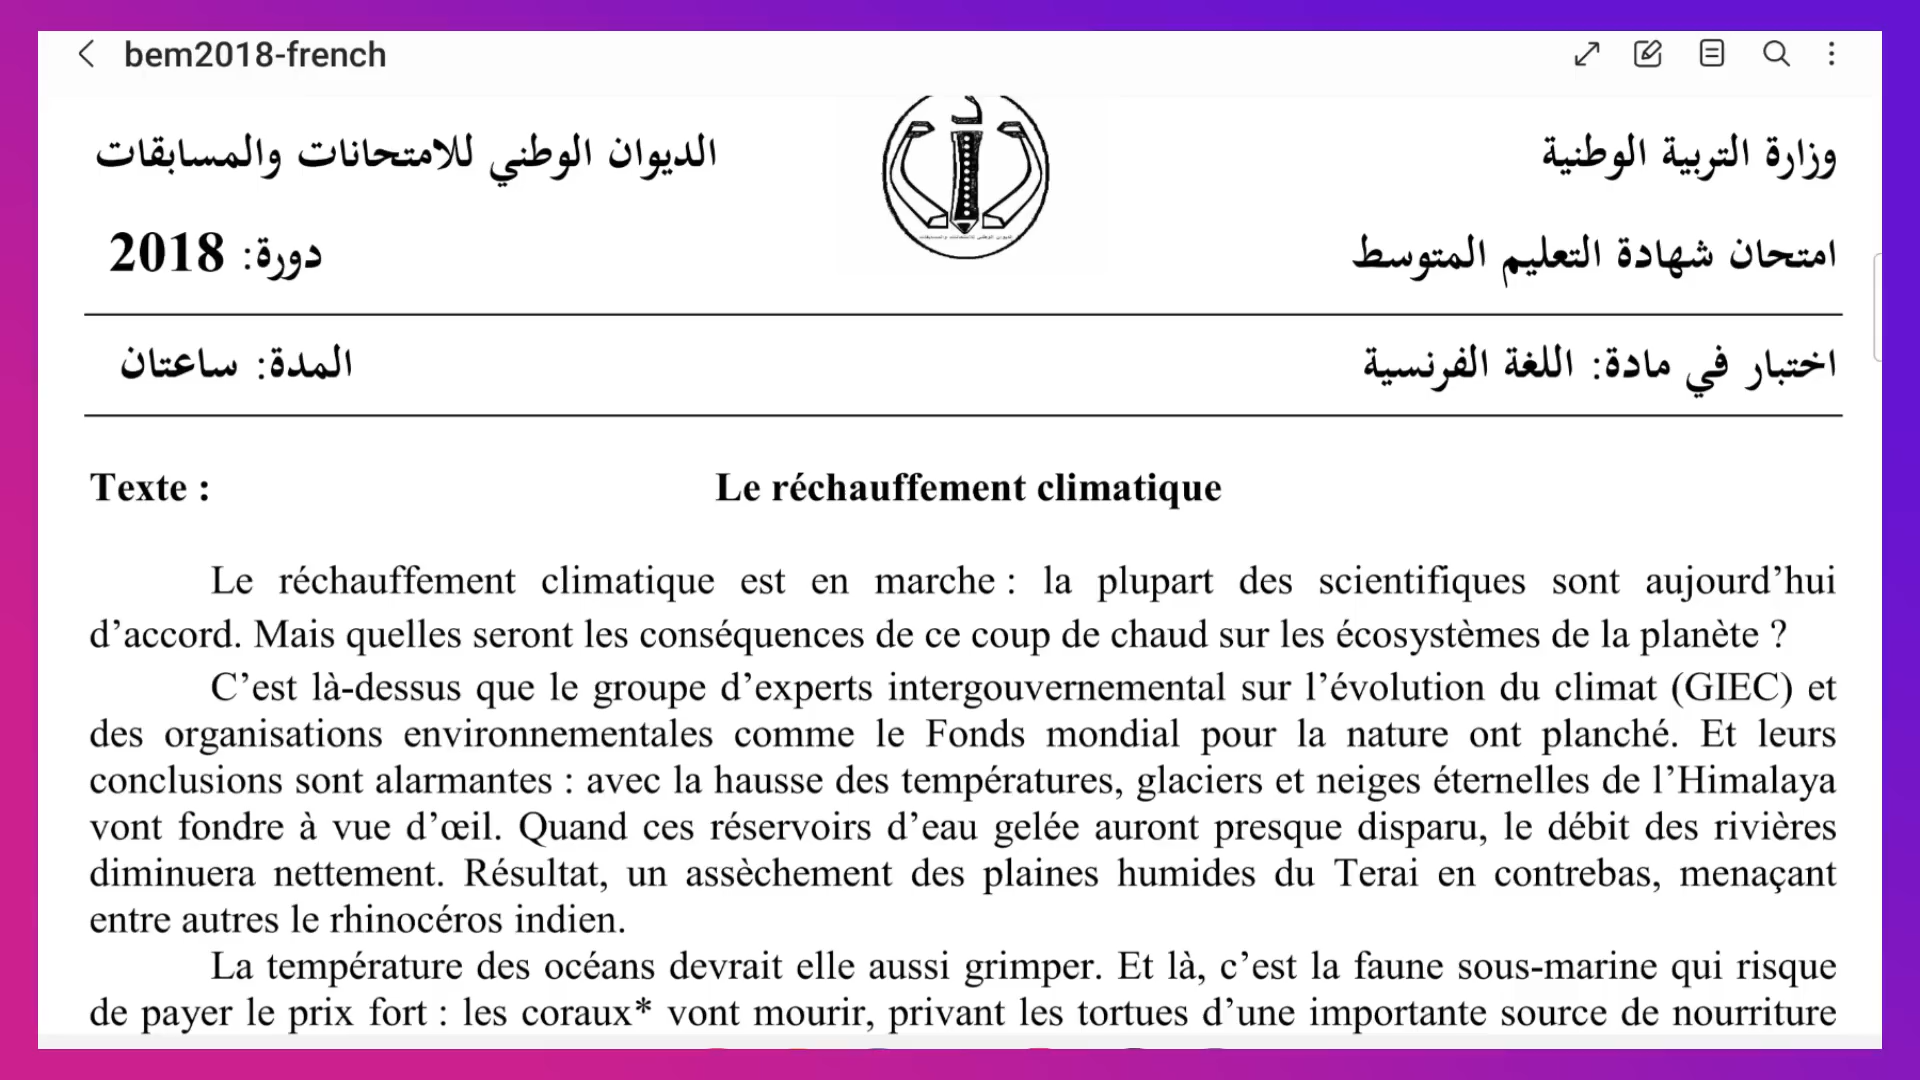 bem2018-french
وزارة التربية الوطنية
الديوان الوطني للامتحانات والمسابقات
امتحان شهادة التعليم المتوسط
دورة: 2018
اختبار في مادة: اللغة الفرنسية
المدة: ساعتان
Texte :
Le réchauffement climatique
Le réchauffement climatique est en marche : la plupart des scientifiques sont aujourd’hui
d’accord. Mais quelles seront les conséquences de ce coup de chaud sur les écosystèmes de la planète ?
C’est là-dessus que le groupe d’experts intergouvernemental sur l’évolution du climat (GIEC) et
des organisations environnementales comme le Fonds mondial pour la nature ont planché. Et leurs
conclusions sont alarmantes : avec la hausse des températures, glaciers et neiges éternelles de l’Himalaya
vont fondre à vue d’œil. Quand ces réservoirs d’eau gelée auront presque disparu, le débit des rivières
diminuera nettement. Résultat, un assèchement des plaines humides du Terai en contrebas, menaçant
entre autres le rhinocéros indien.
La température des océans devrait elle aussi grimper. Et là, c’est la faune sous-marine qui risque
de payer le prix fort : les coraux* vont mourir, privant les tortues d’une importante source de nourriture